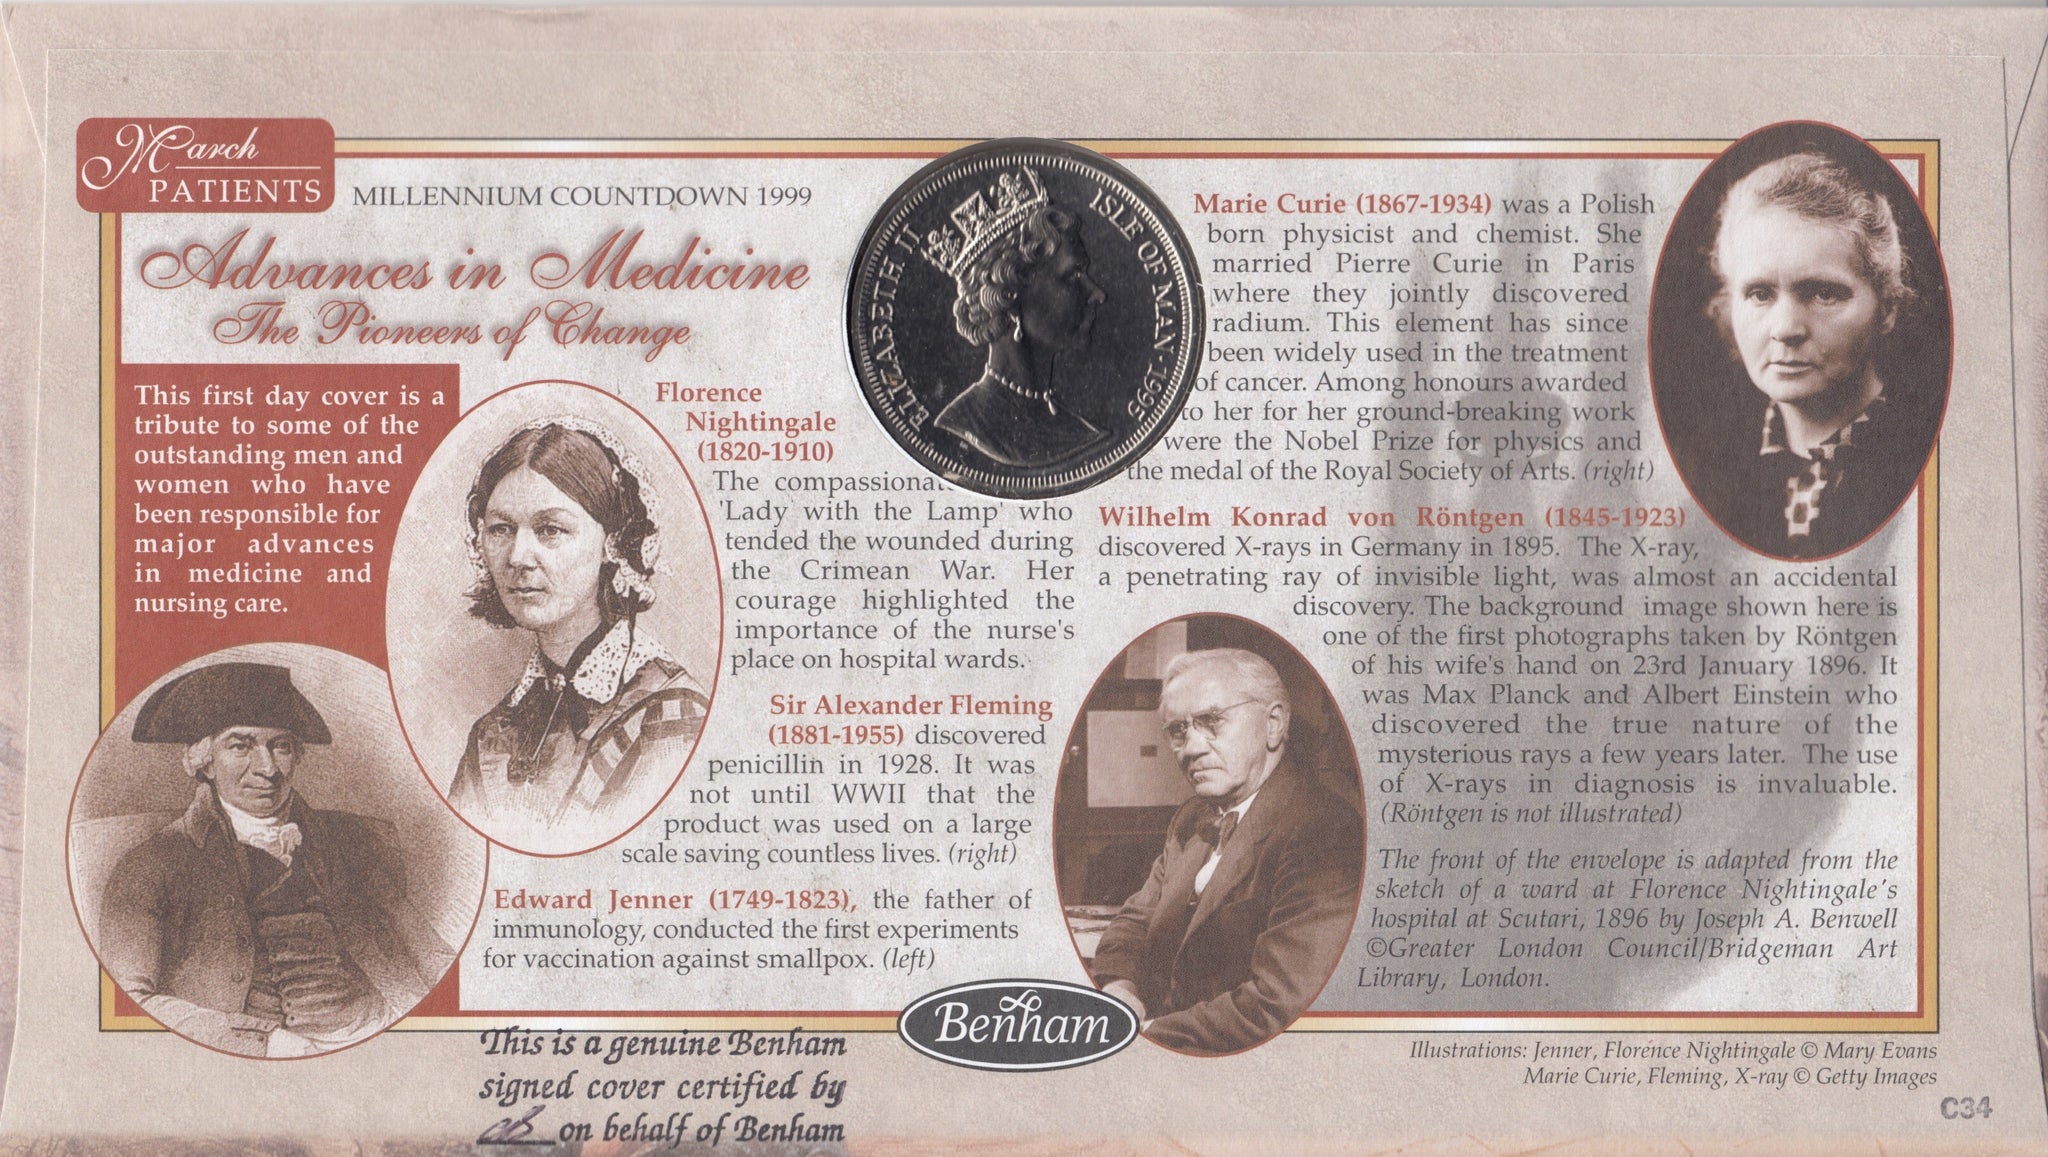 March
PATIENTS
MILLENNIUM COUNTDOWN 1999
Advances in Medicine
The Pioneers of Change
This first day cover is a
tribute to some of the
outstanding men and
women who have
been responsible for
major advances
in medicine and
nursing care.
Florence
Nightingale
(1820-1910)
The compassionat
'Lady with the Lamp' who
tended the wounded during
the Crimean War. Her
courage highlighted the
importance of the nurse's
place on hospital wards.
Sir Alexander Fleming
(1881-1955) discovered
penicillin in 1928. It was
not until WWII that the
product was used on a large
scale saving countless lives. (right)
Edward Jenner (1749-1823), the father of
immunology, conducted the first experiments
for vaccination against smallpox. (left)
ELIZABETH II
ISLE OF MAN-1995
Marie Curie (1867-1934) was a Polish
born physicist and chemist. She
married Pierre Curie in Paris
where they jointly discovered
radium. This element has since
been widely used in the treatment
of cancer. Among honours awarded
to her for her ground-breaking work
were the Nobel Prize for physics and
the medal of the Royal Society of Arts. (right)
Wilhelm Konrad von Röntgen (1845-1923)
discovered X-rays in Germany in 1895. The X-ray,
a penetrating ray of invisible light, was almost an accidental
discovery. The background image shown here is
one of the first photographs taken by Röntgen
of his wife's hand on 23rd January 1896. It
was Max Planck and Albert Einstein who
discovered the true nature of the
mysterious rays a few years later. The use
of X-rays in diagnosis is invaluable.
(Röntgen is not illustrated)
The front of the envelope is adapted from the
sketch of a ward at Florence Nightingale's
hospital at Scutari, 1896 by Joseph A. Benwell
©Greater London Council/Bridgeman Art
Library, London.
Benham
This is a genuine Benham
signed cover certified by
on behalf of Benham
Illustrations: Jenner, Florence Nightingale © Mary Evans
Marie Curie, Fleming, X-ray © Getty Images
C34